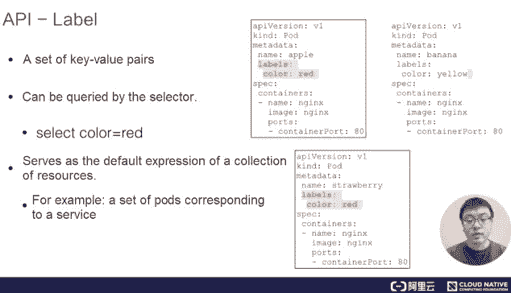 API – Label
• A set of key-value pairs
• Can be queried by the selector.
• select color=red
• Serves as the default expression of a collection
of resources.
• For example: a set of pods corresponding
to a service
apiVersion: v1
kind: Pod
metadata:
name: apple
labels:
color: red
spec:
containers:
- name: nginx
image: nginx
ports:
- containerPort: 80
apiVersion: v1
kind: Pod
metadata:
name: banana
labels:
color: yellow
spec:
containers:
- name: nginx
image: nginx
ports:
- containerPort: 80
apiVersion: v1
kind: Pod
metadata:
name: strawberry
labels:
color: red
spec:
containers:
- name: nginx
image: nginx
ports:
- containerPort: 80
阿里云
CLOUD NATIVE
COMPUTING FOUNDATION